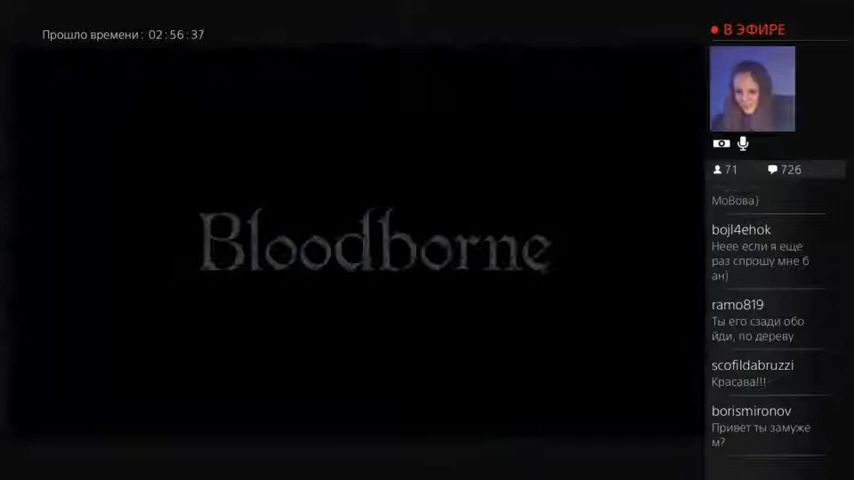 Прошло времени: 02:56:37
В ЭФИРЕ
71 726
Bloodborne
МоВова)
bojl4ehok
Неее если я еще
раз спрошу мне б
ан)
ramo819
Ты его сзади обо
йди, по дереву
scofildabruzzi
Красава!!!
borismironov
Привет ты замуже
м?